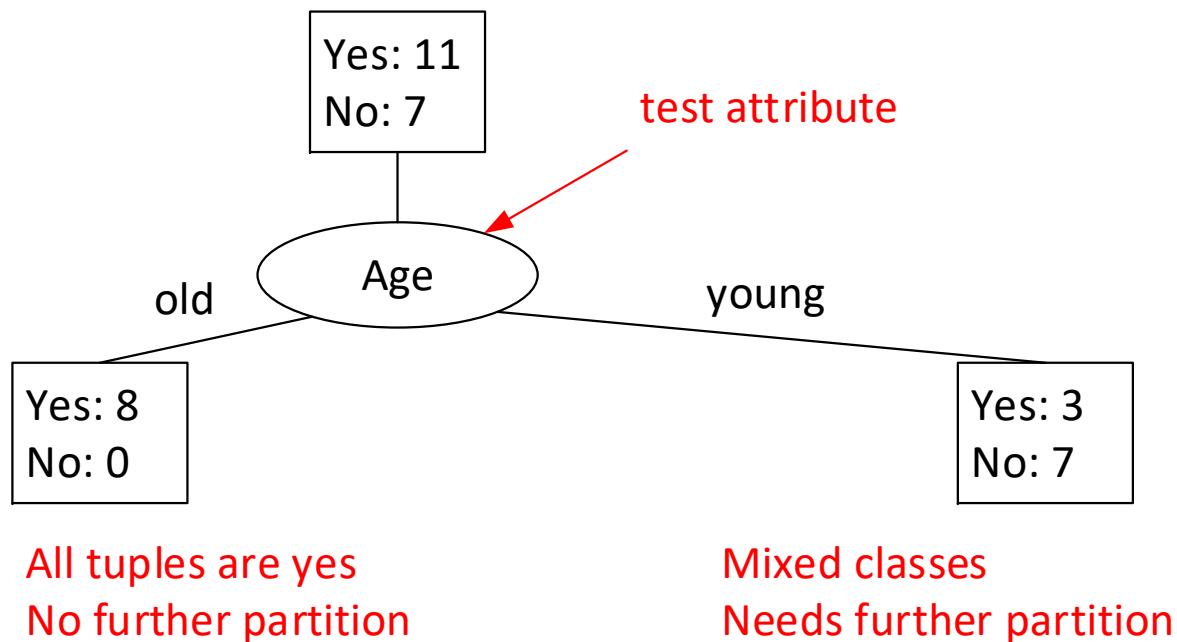 Yes: 11
No: 7
test attribute
Age
old
young
Yes: 8
No: 0
Yes: 3
No: 7
All tuples are yes
No further partition
Mixed classes
Needs further partition